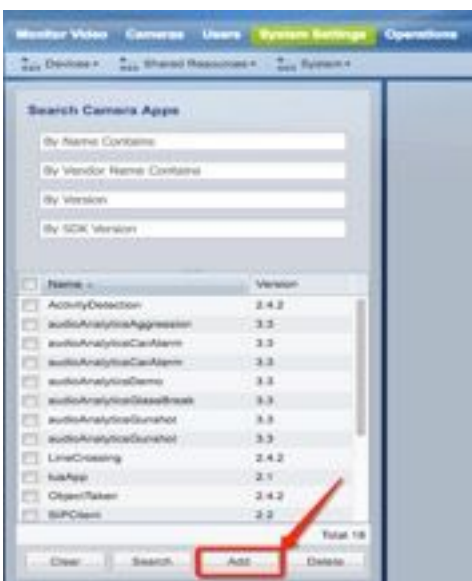 Monitor Video Cameras Users System Settings Operations
Devices Shared Resources System
Search Camera Apps
By Name Contains
By Vendor Name Contains
By Version
By SDK Version
Name Version
ActivityDetection 2.4.2
audioAnalyticsAggression 3.3
audioAnalyticsCarAlarm 3.3
audioAnalyticsCarAlarm 3.3
audioAnalyticsDemo 3.3
audioAnalyticsGlassBreak 3.3
audioAnalyticsGunshot 3.3
audioAnalyticsGunshot 3.3
LineCrossing 2.4.2
luaApp 2.1
ObjectTaken 2.4.2
SIPClient 2.2
Total 18
Clear Search Add Delete